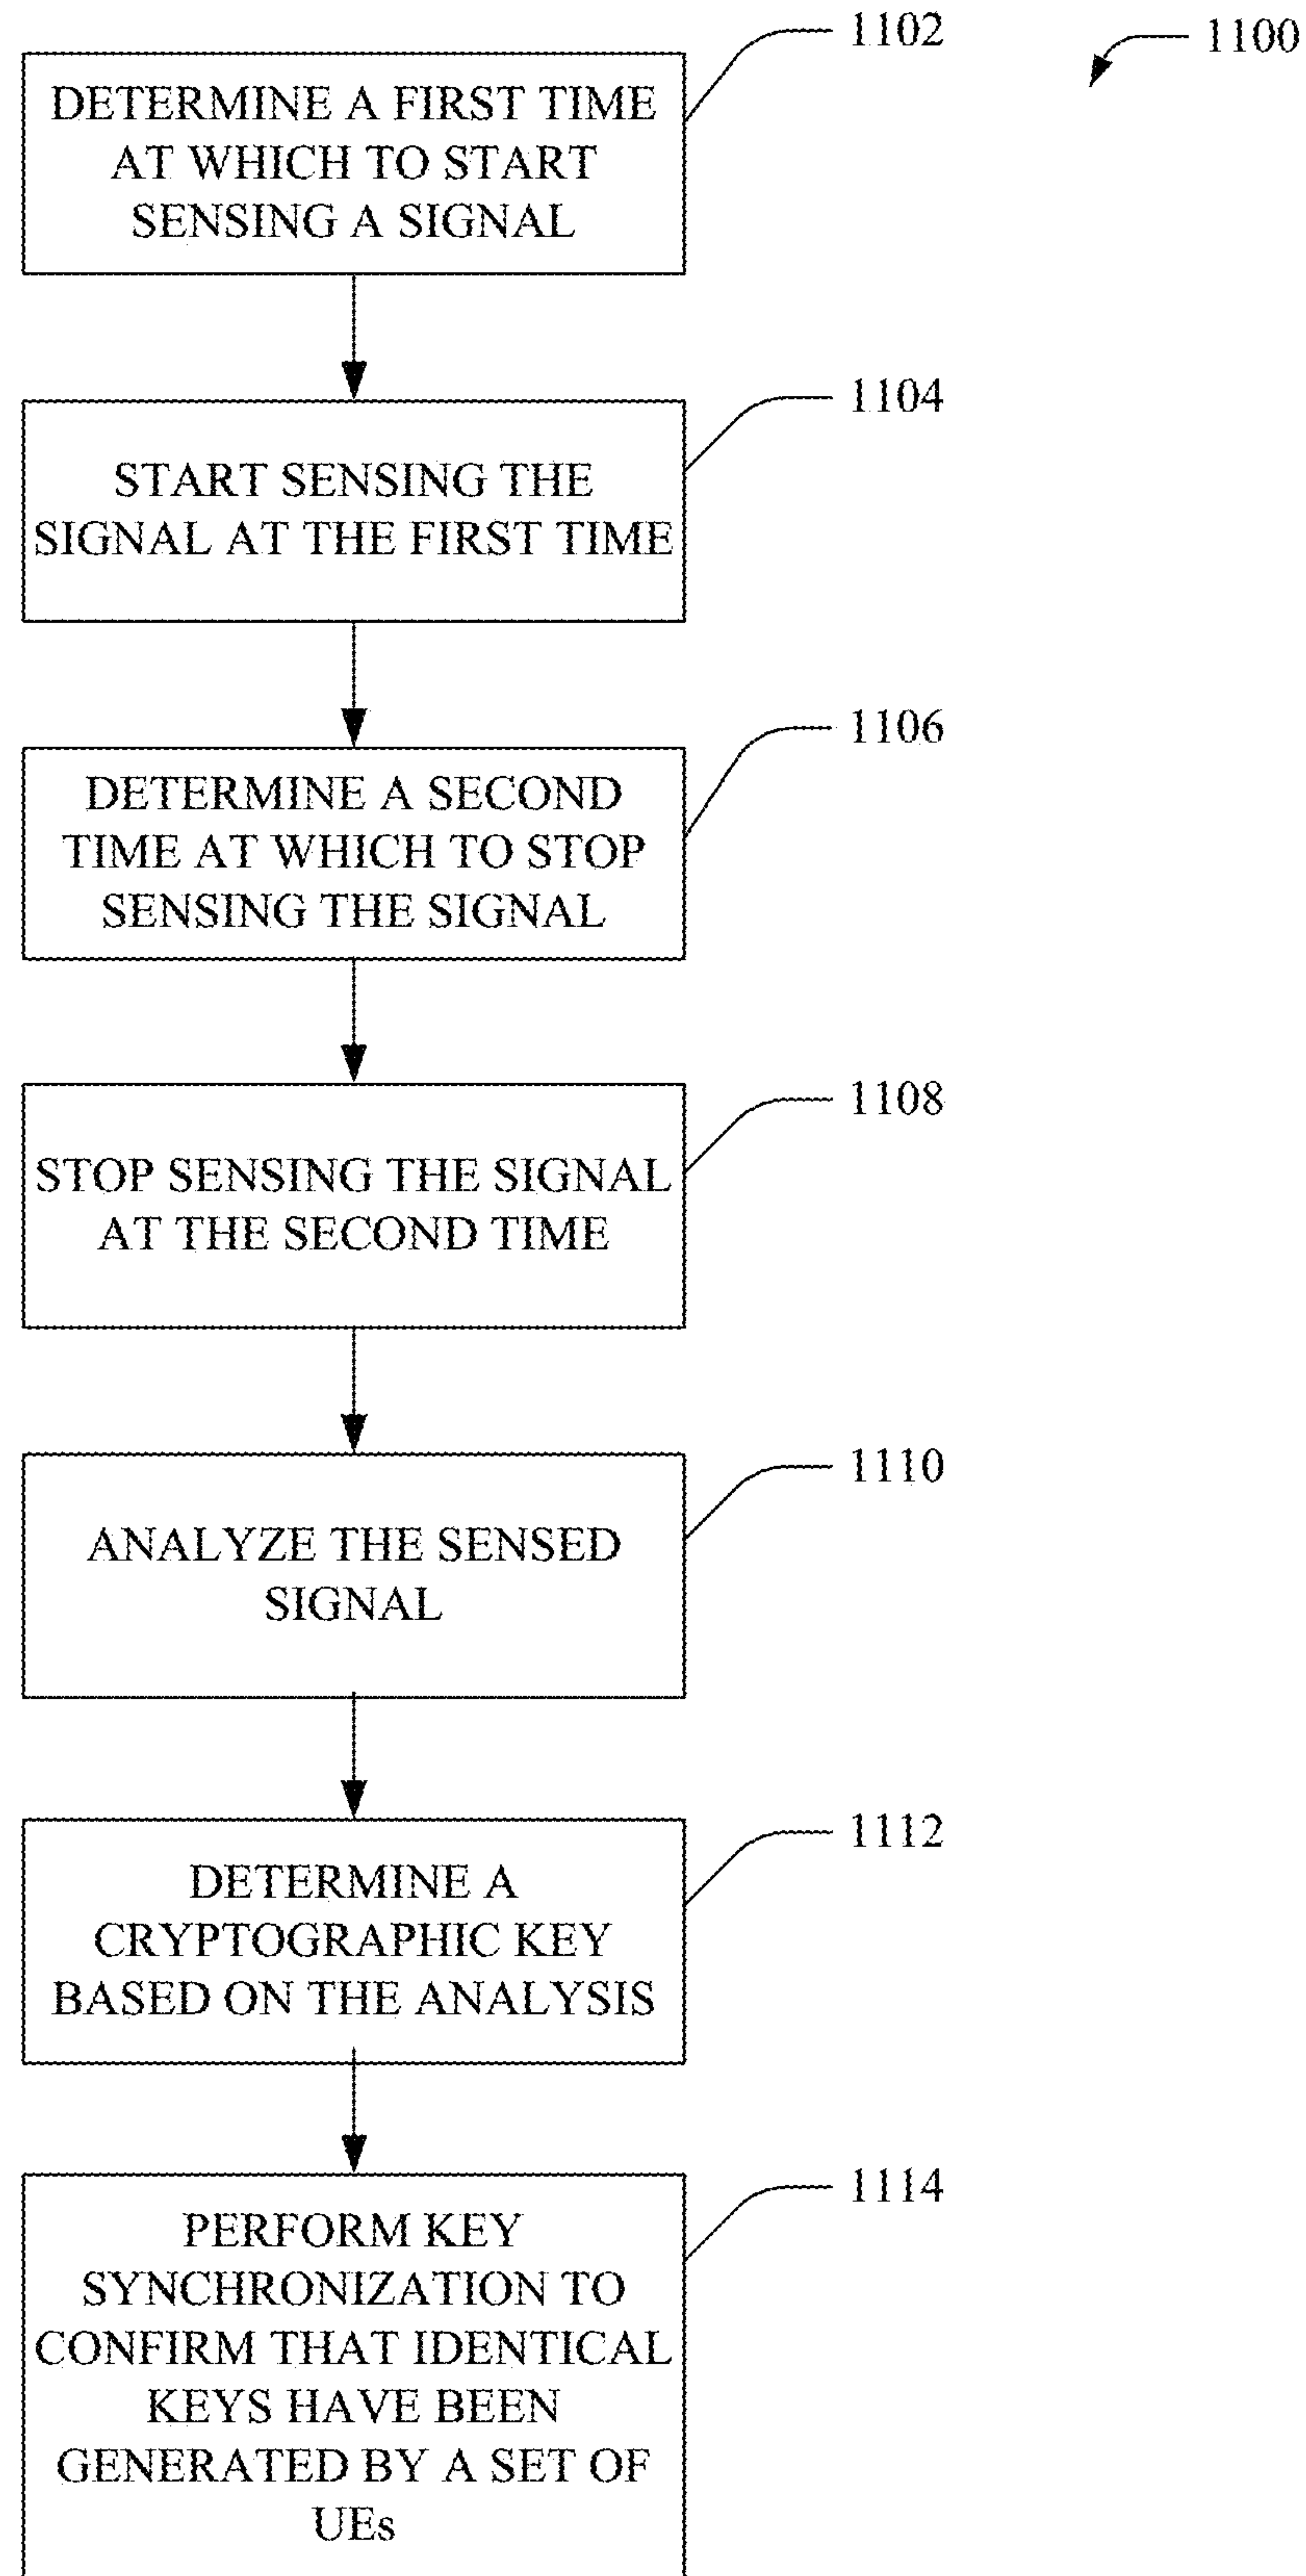 1102
1100
DETERMINE A FIRST TIME
AT WHICH TO START
SENSING A SIGNAL
1104
START SENSING THE
SIGNAL AT THE FIRST TIME
1106
DETERMINE A SECOND
TIME AT WHICH TO STOP
SENSING THE SIGNAL
1108
STOP SENSING THE SIGNAL
AT THE SECOND TIME
1110
ANALYZE THE SENSED
SIGNAL
1112
DETERMINE A
CRYPTOGRAPHIC KEY
BASED ON THE ANALYSIS
1114
PERFORM KEY
SYNCHRONIZATION TO
CONFIRM THAT IDENTICAL
KEYS HAVE BEEN
GENERATED BY A SET OF
UEs